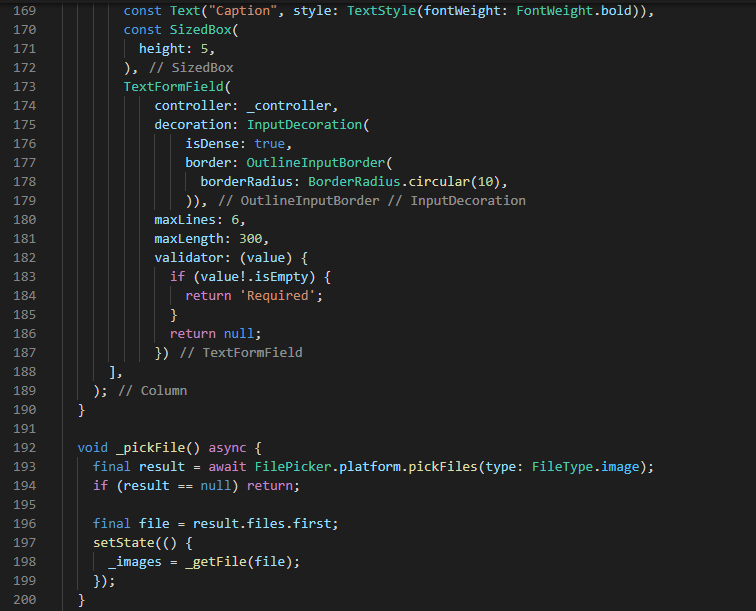 169 const Text("Caption", style: TextStyle(fontWeight: FontWeight.bold)),
170 const SizedBox(
171 height: 5,
172 ), // SizedBox
173 TextFormField(
174 controller: _controller,
175 decoration: InputDecoration(
176 isDense: true,
177 border: OutlineInputBorder(
178 borderRadius: BorderRadius.circular(10),
179 )), // OutlineInputBorder // InputDecoration
180 maxLines: 6,
181 maxLength: 300,
182 validator: (value) {
183 if (value!.isEmpty) {
184 return 'Required';
185 }
186 return null;
187 }) // TextFormField
188 ],
189 ); // Column
190 }
191
192 void _pickFile() async {
193 final result = await FilePicker.platform.pickFiles(type: FileType.image);
194 if (result == null) return;
195
196 final file = result.files.first;
197 setState(() {
198 _images = _getFile(file);
199 });
200 }